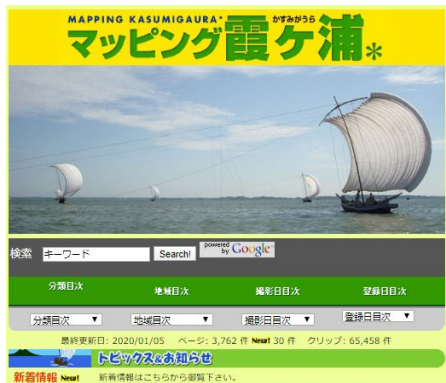 MAPPING KASUMIGAURA*
かすみがうら
マッピング霞ヶ浦*
検索 キーワード Search! powered by Google™
分類目次 地域目次 撮影日目次 登録日目次
分類目次 ▼ 地域目次 ▼ 撮影日目次 ▼ 登録日目次 ▼
最終更新日: 2020/01/05 ページ: 3,762 件 New! 30 件 クリップ: 65,458 件
トピックス&お知らせ
新着情報 New! 新着情報はこちらから御覧下さい。